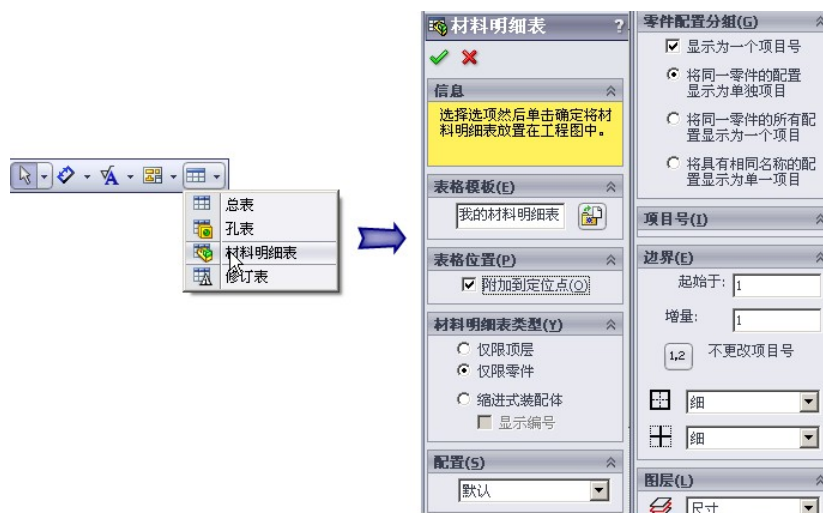 总表
孔表
材料明细表
修订表
材料明细表 ?
信息
选择选项然后单击确定将材
料明细表放置在工程图中。
表格模板(E)
我的材料明细表
表格位置(P)
附加到定位点(O)
材料明细表类型(Y)
仅限顶层
仅限零件
缩进式装配体
显示编号
配置(S)
默认
零件配置分组(G)
显示为一个项目号
将同一零件的配置
显示为单独项目
将同一零件的所有配
置显示为一个项目
将具有相同名称的配
置显示为单一项目
项目号(I)
边界(E)
起始于: 1
增量: 1
1,2 不更改项目号
细
细
图层(L)
尺寸